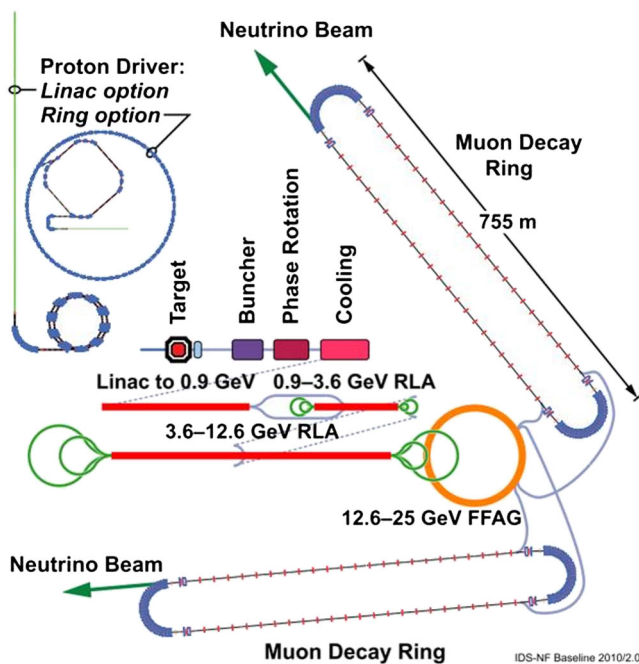 Neutrino Beam
Proton Driver:
Linac option
Ring option
Muon Decay
Ring
755 m
Target
Buncher
Phase Rotation
Cooling
Linac to 0.9 GeV
0.9–3.6 GeV RLA
3.6–12.6 GeV RLA
12.6–25 GeV FFAG
Neutrino Beam
Muon Decay Ring
IDS-NF Baseline 2010/2.0